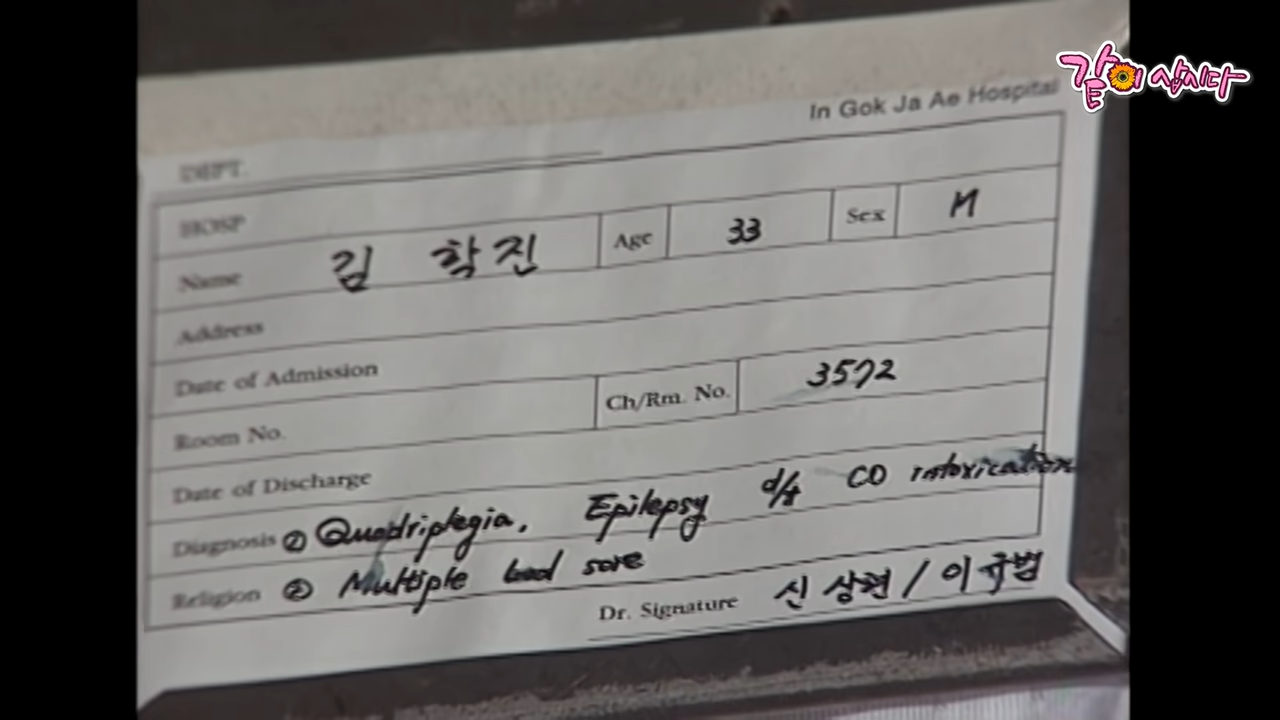 같이 삽시다
In Gok Ja Ae Hospital
DEPT.
HOSP
Name 김 학진 Age 33 Sex M
Address
Date of Admission
Room No. Ch/Rm. No. 3572
Date of Discharge
Diagnosis ① Quadriplegia, Epilepsy d/t CO intoxication
Religion ② Multiple bed sore
Dr. Signature 신상현/이규범